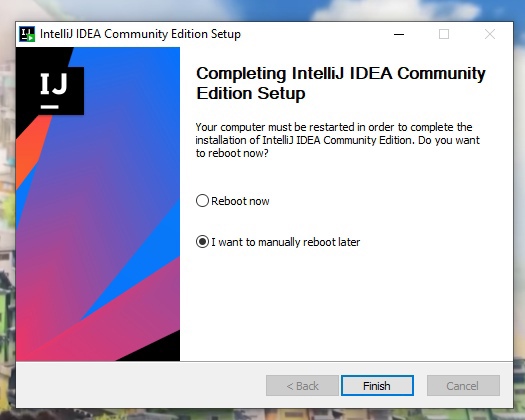 IntelliJ IDEA Community Edition Setup
IJ
Completing IntelliJ IDEA Community
Edition Setup
Your computer must be restarted in order to complete the
installation of IntelliJ IDEA Community Edition. Do you want
to reboot now?
Reboot now
I want to manually reboot later
< Back
Finish
Cancel